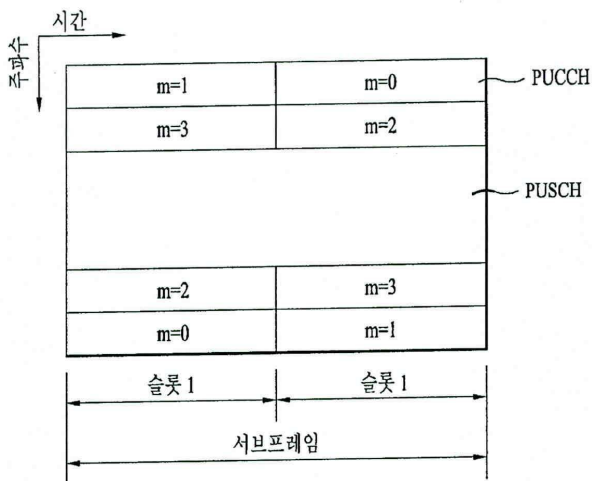 시간
주파수
m=1 m=0 PUCCH
m=3 m=2
PUSCH
m=2 m=3
m=0 m=1
슬롯 1 슬롯 1
서브프레임